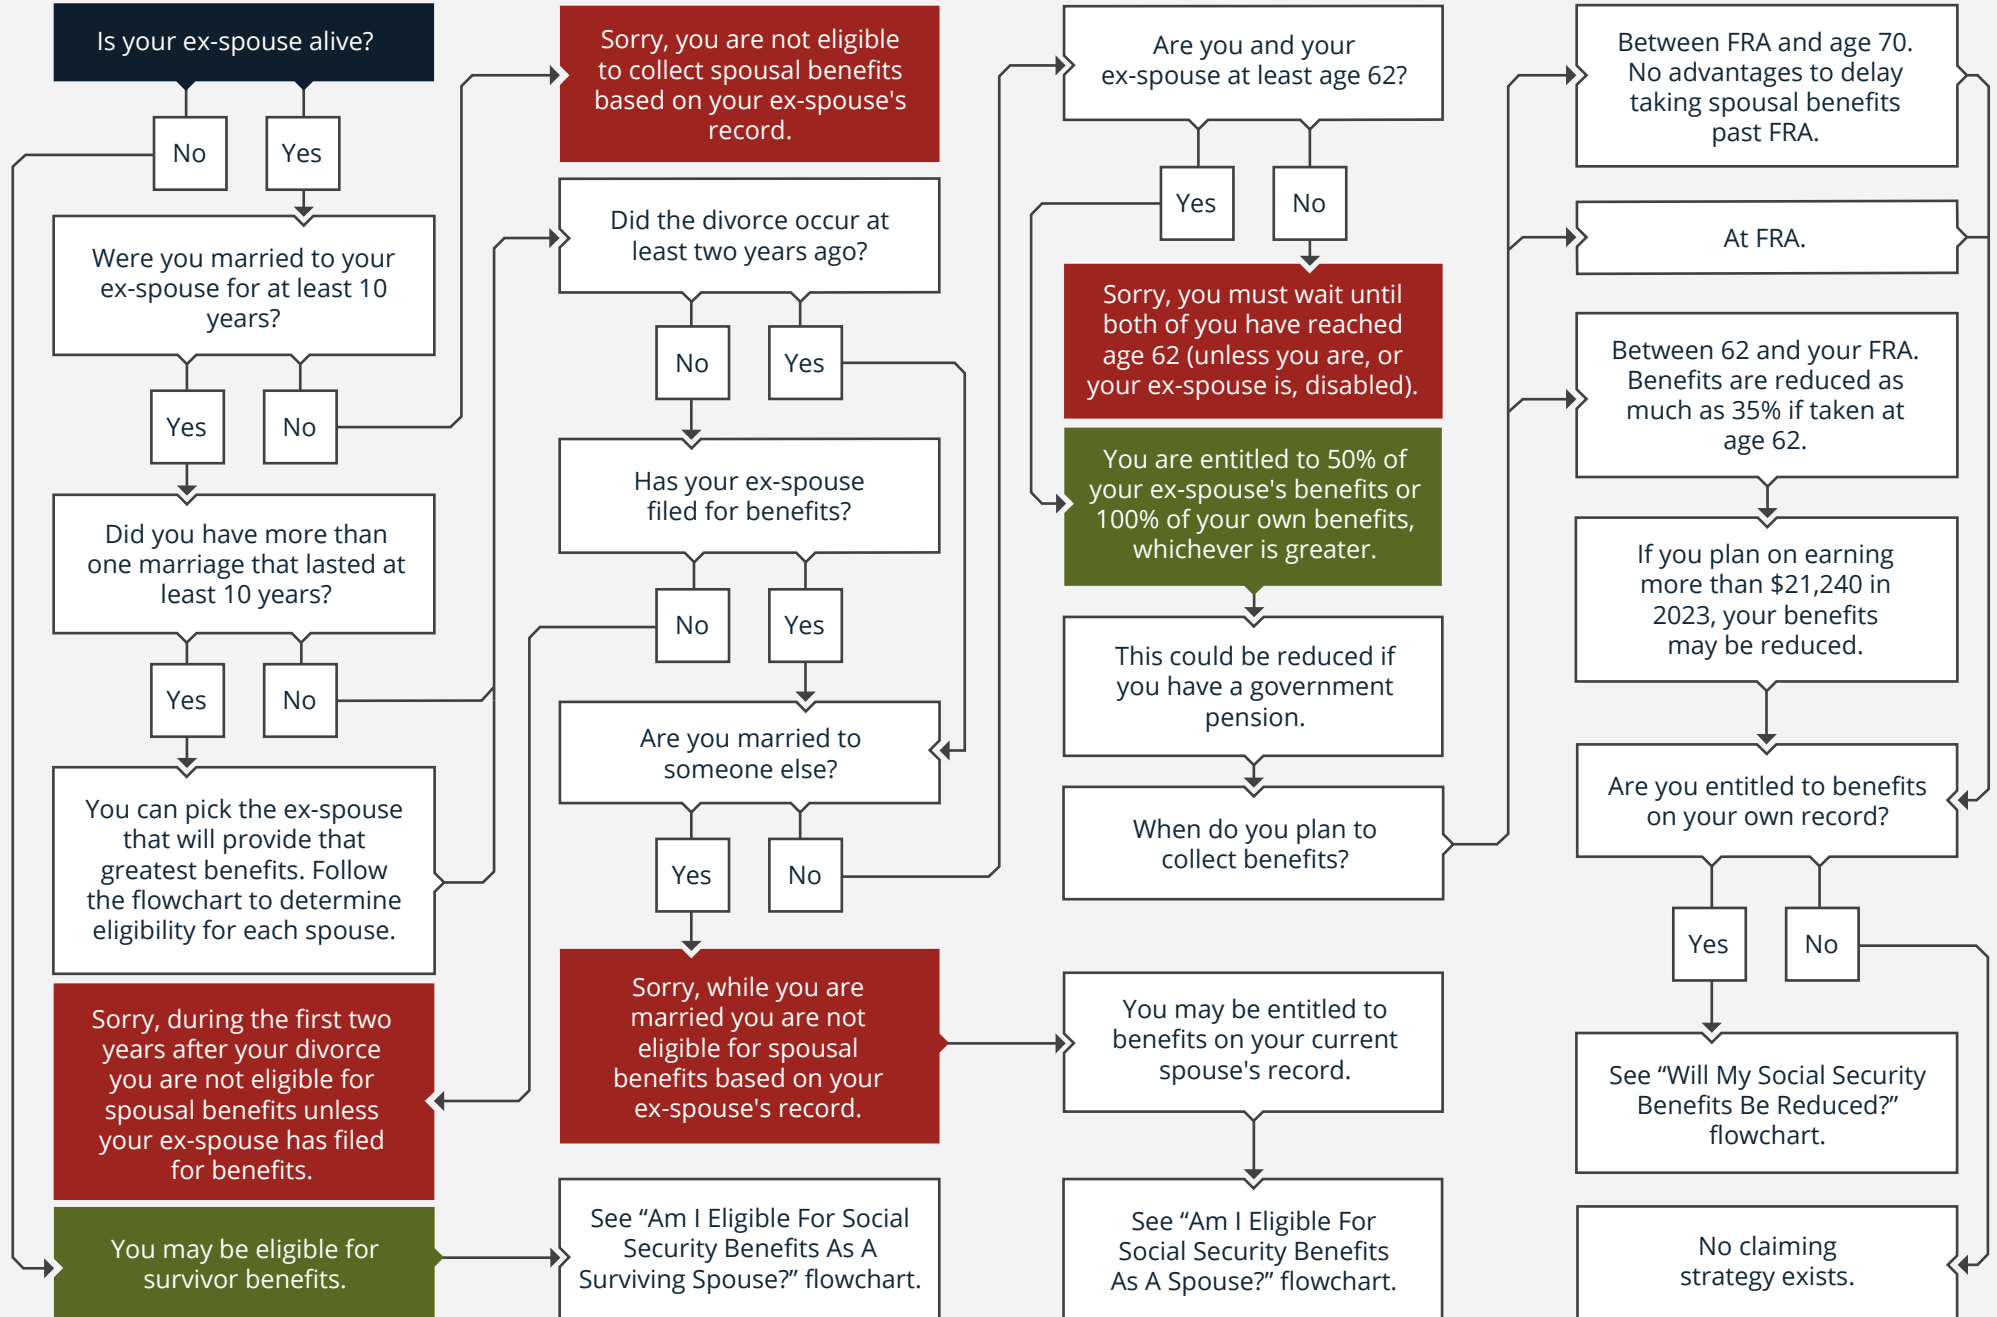 Is your ex-spouse alive?
No
Yes
Were you married to your
ex-spouse for at least 10
years?
Yes
No
Did you have more than
one marriage that lasted at
least 10 years?
Yes
No
You can pick the ex-spouse
that will provide that
greatest benefits. Follow
the flowchart to determine
eligibility for each spouse.
Sorry, during the first two
years after your divorce
you are not eligible for
spousal benefits unless
your ex-spouse has filed
for benefits.
You may be eligible for
survivor benefits.
Sorry, you are not eligible
to collect spousal benefits
based on your ex-spouse's
record.
Did the divorce occur at
least two years ago?
No
Yes
Has your ex-spouse
filed for benefits?
No
Yes
Are you married to
someone else?
Yes
No
Sorry, while you are
married you are not
eligible for spousal
benefits based on your
ex-spouse's record.
See “Am I Eligible For Social
Security Benefits As A
Surviving Spouse?” flowchart.
Are you and your
ex-spouse at least age 62?
Yes
No
Sorry, you must wait until
both of you have reached
age 62 (unless you are, or
your ex-spouse is, disabled).
You are entitled to 50% of
your ex-spouse's benefits or
100% of your own benefits,
whichever is greater.
This could be reduced if
you have a government
pension.
When do you plan to
collect benefits?
You may be entitled to
benefits on your current
spouse's record.
See “Am I Eligible For
Social Security Benefits
As A Spouse?” flowchart.
Between FRA and age 70.
No advantages to delay
taking spousal benefits
past FRA.
At FRA.
Between 62 and your FRA.
Benefits are reduced as
much as 35% if taken at
age 62.
If you plan on earning
more than $21,240 in
2023, your benefits
may be reduced.
Are you entitled to benefits
on your own record?
Yes
No
See “Will My Social Security
Benefits Be Reduced?”
flowchart.
No claiming
strategy exists.